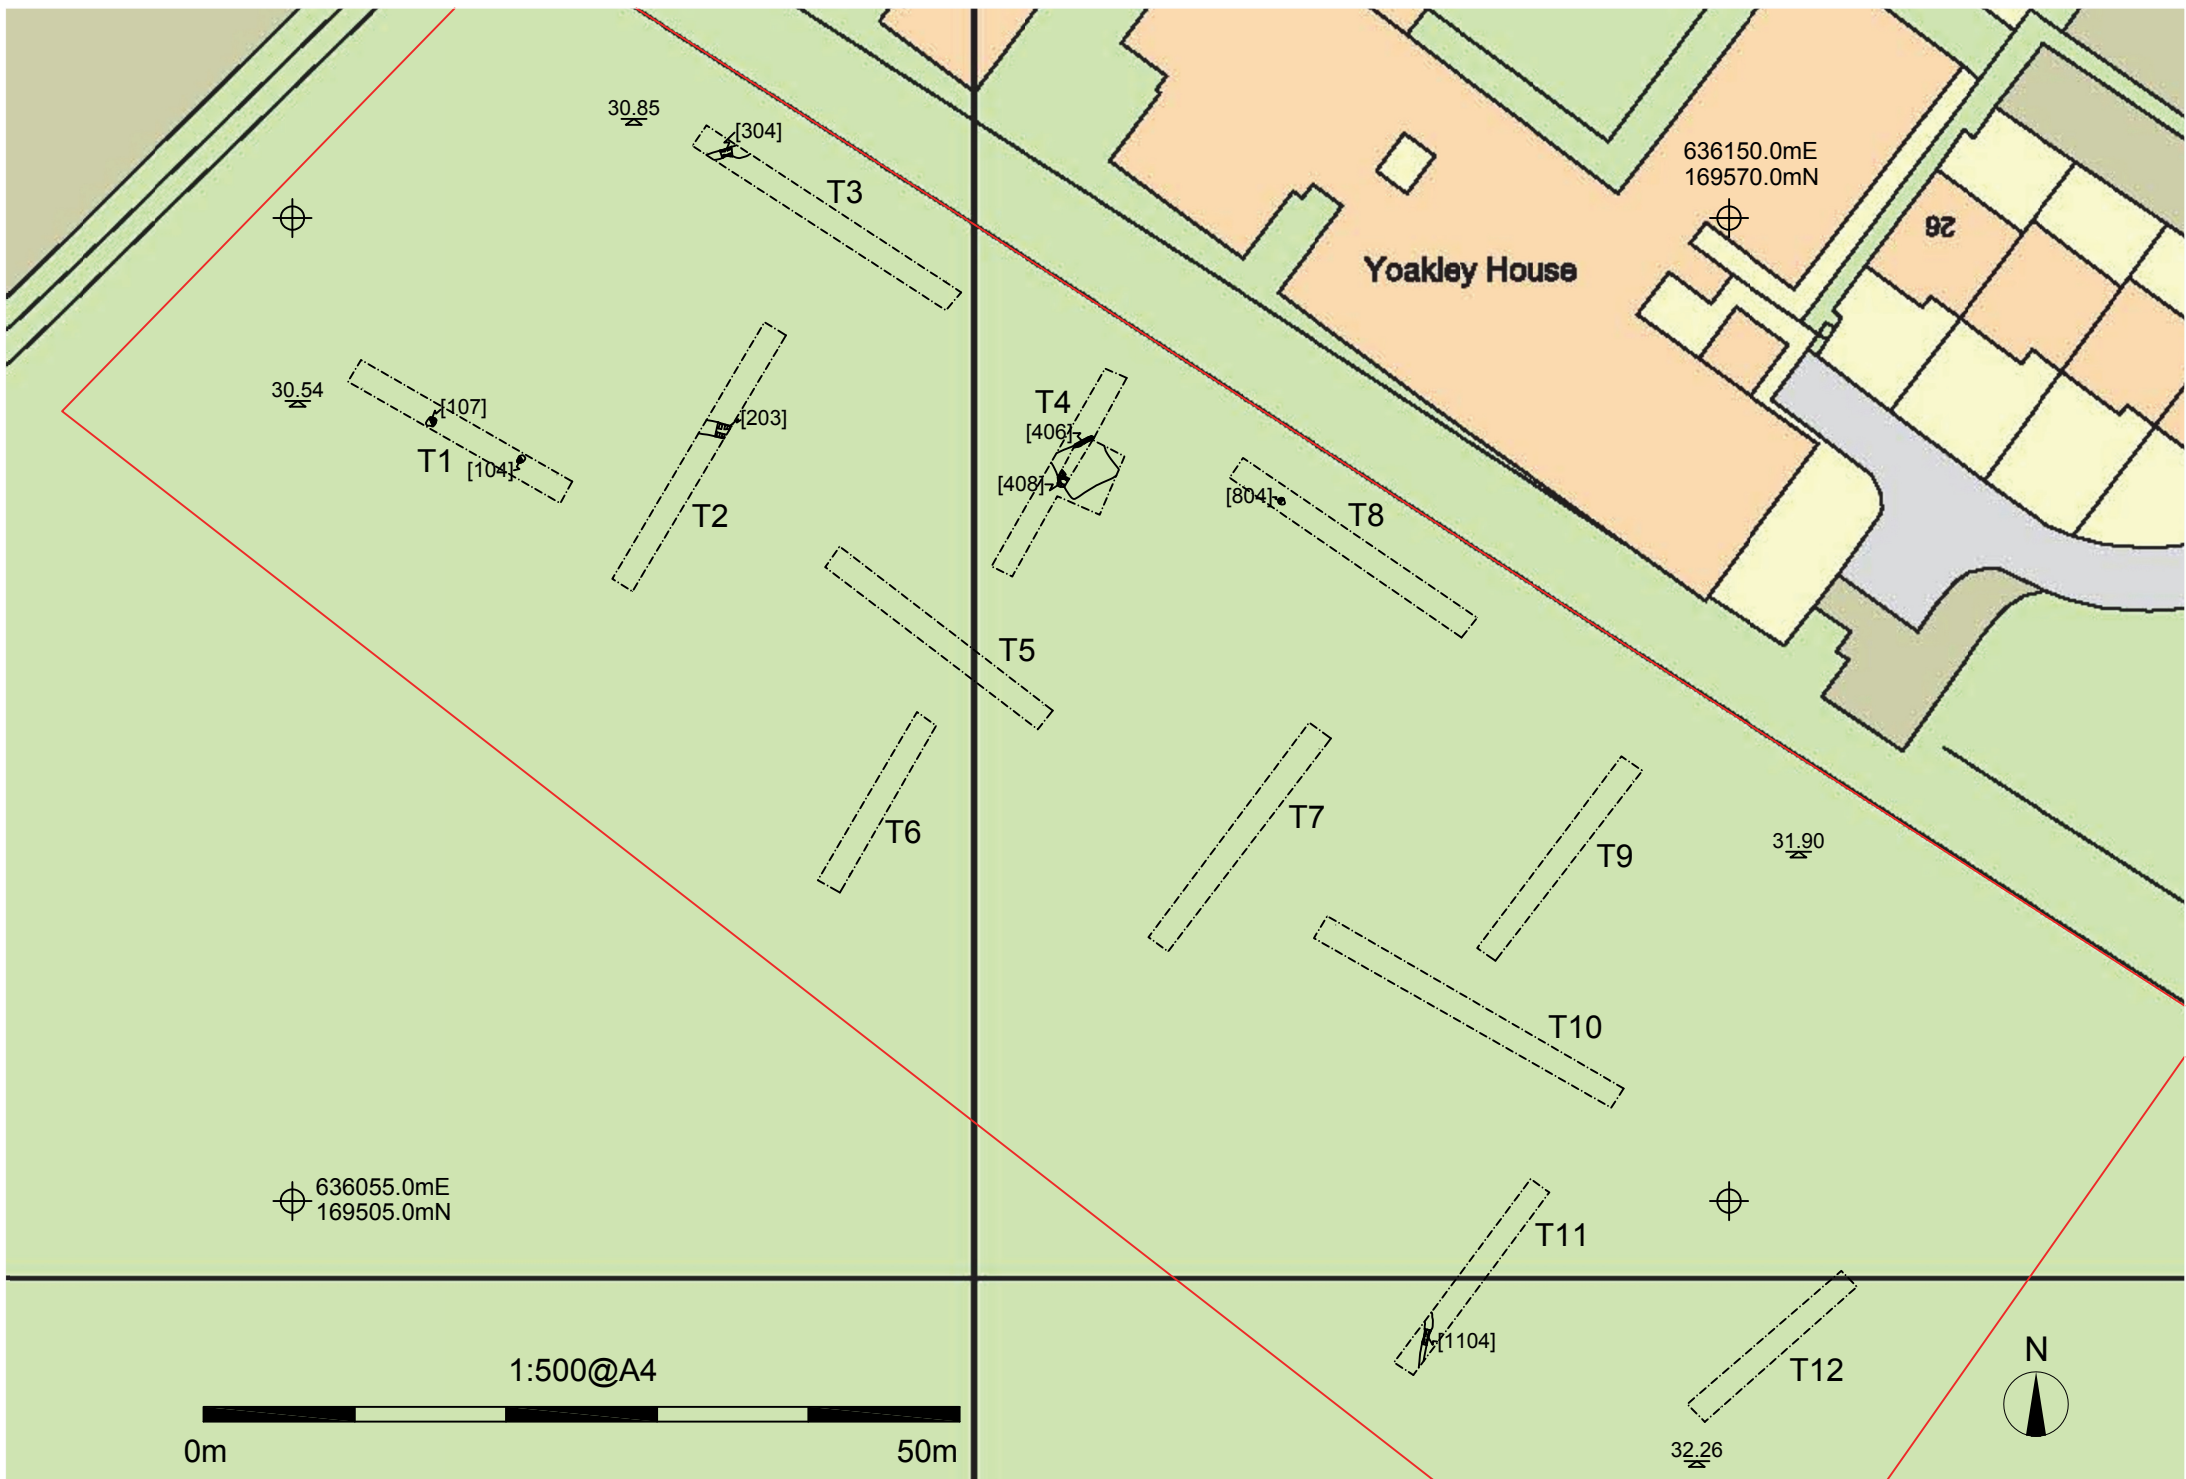 30.85
[304]
636150.0mE
169570.0mN
T3
26
Yoakley House
30.54
[107]
T4
[203]
[406]
T1
[104]
[408]
[804]
T2
T8
T5
T7
T6
31.90
T9
T10
636055.0mE
169505.0mN
T11
[1104]
N
1:500@A4
T12
0m
50m
32.26